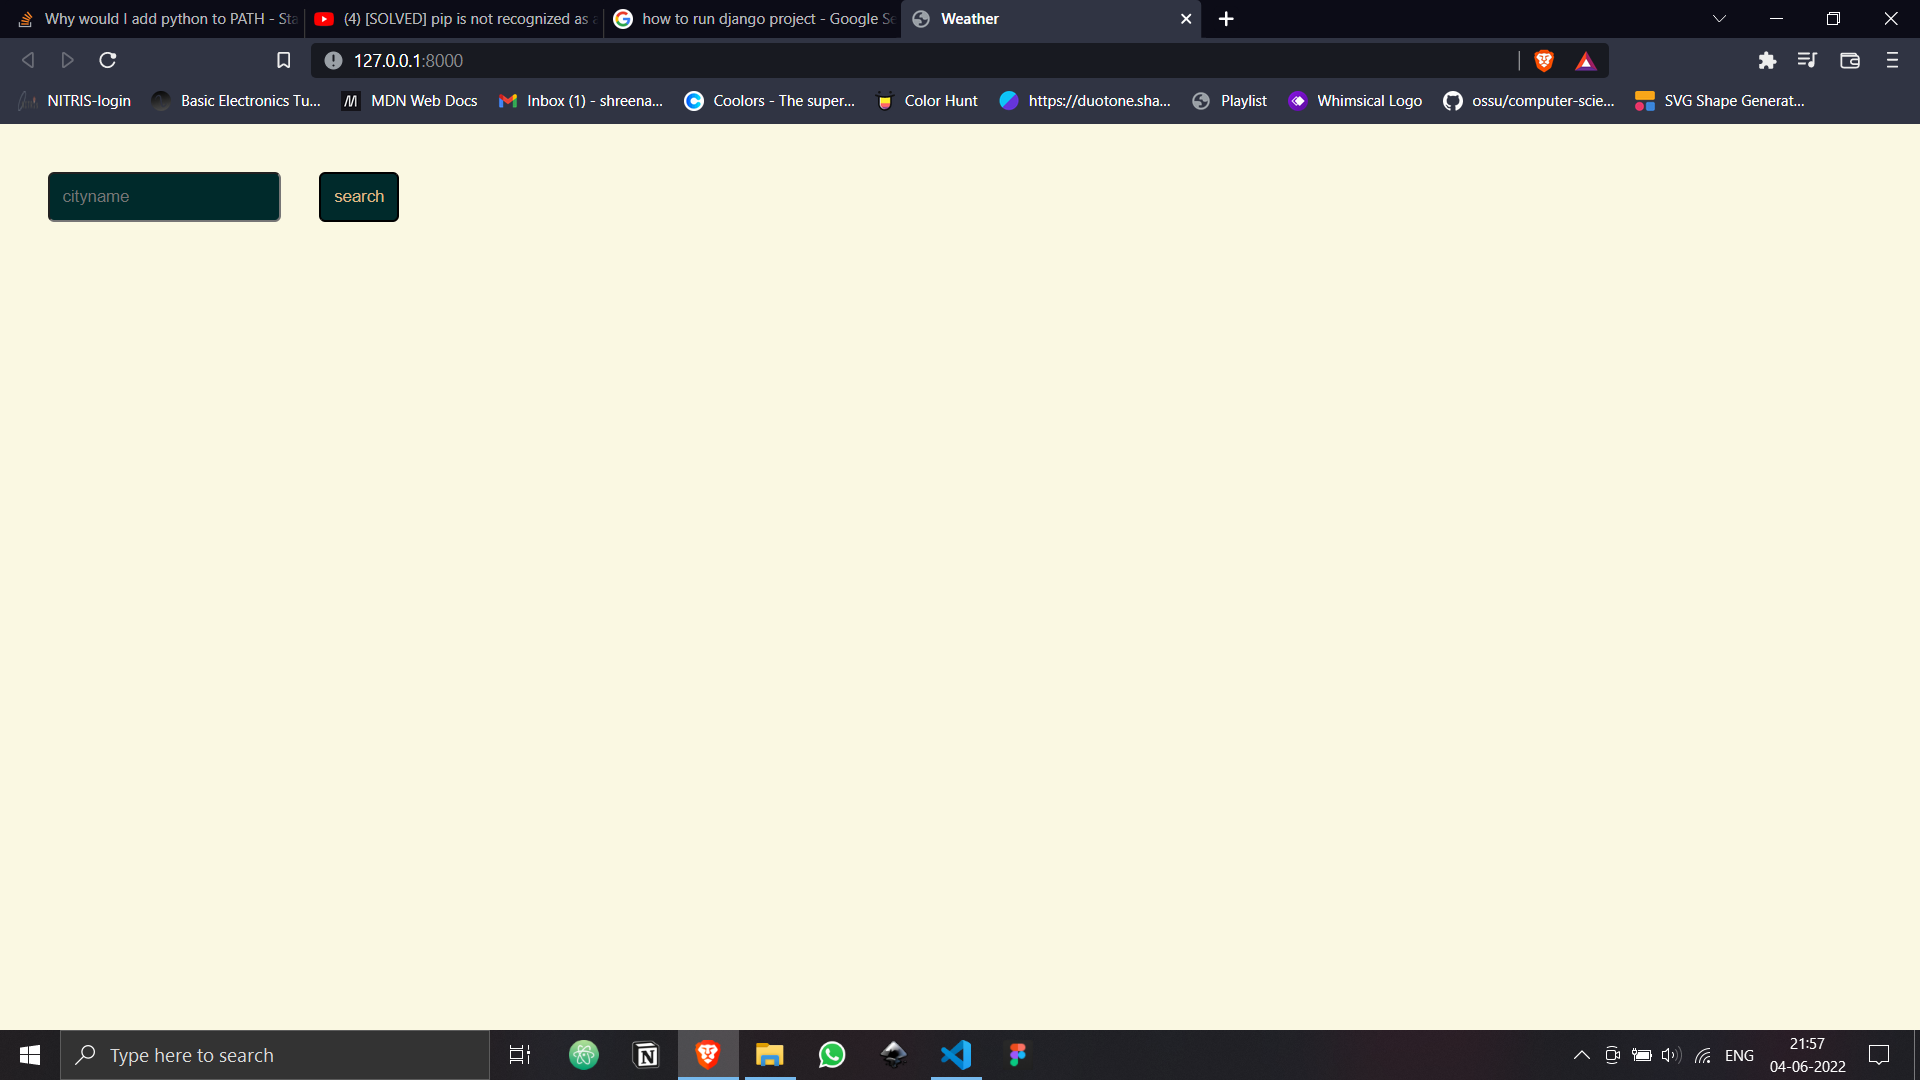 Why would I add python to PATH - Sta
(4) [SOLVED] pip is not recognized as a
how to run django project - Google Se
Weather
127.0.0.1:8000
NITRIS-login
Basic Electronics Tu...
MDN Web Docs
Inbox (1) - shreena...
Coolors - The super...
Color Hunt
https://duotone.sha...
Playlist
Whimsical Logo
ossu/computer-scie...
SVG Shape Generat...
cityname
search
Type here to search
ENG
21:57
04-06-2022